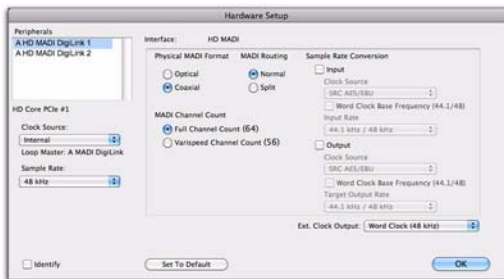 Hardware Setup
Peripherals
A HD MADI DigiLink 1
A HD MADI DigiLink 2
HD Core PCIe #1
Clock Source:
Internal
Loop Master: A MADI DigiLink
Sample Rate:
48 kHz
Identify
Interface: HD MADI
Physical MADI Format
Optical
Coaxial
MADI Routing
Normal
Split
MADI Channel Count
Full Channel Count (64)
Varispeed Channel Count (56)
Sample Rate Conversion
Input
Clock Source
SRC AES/EBU
Word Clock Base Frequency (44.1/48)
Input Rate
44.1 kHz / 48 kHz
Output
Clock Source
SRC AES/EBU
Word Clock Base Frequency (44.1/48)
Target Output Rate
44.1 kHz / 48 kHz
Ext. Clock Output: Word Clock (48 kHz)
Set To Default
OK